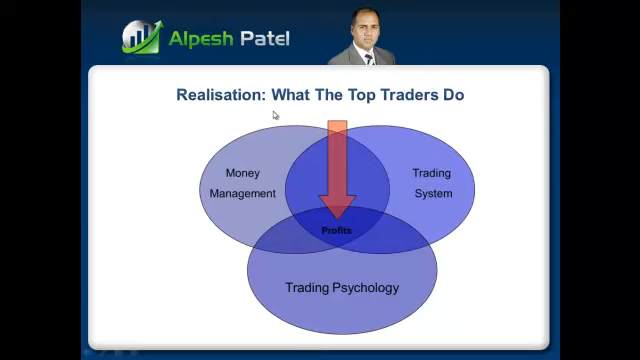 Alpesh Patel
Realisation: What The Top Traders Do
Money
Management
Trading
System
Profits
Trading Psychology